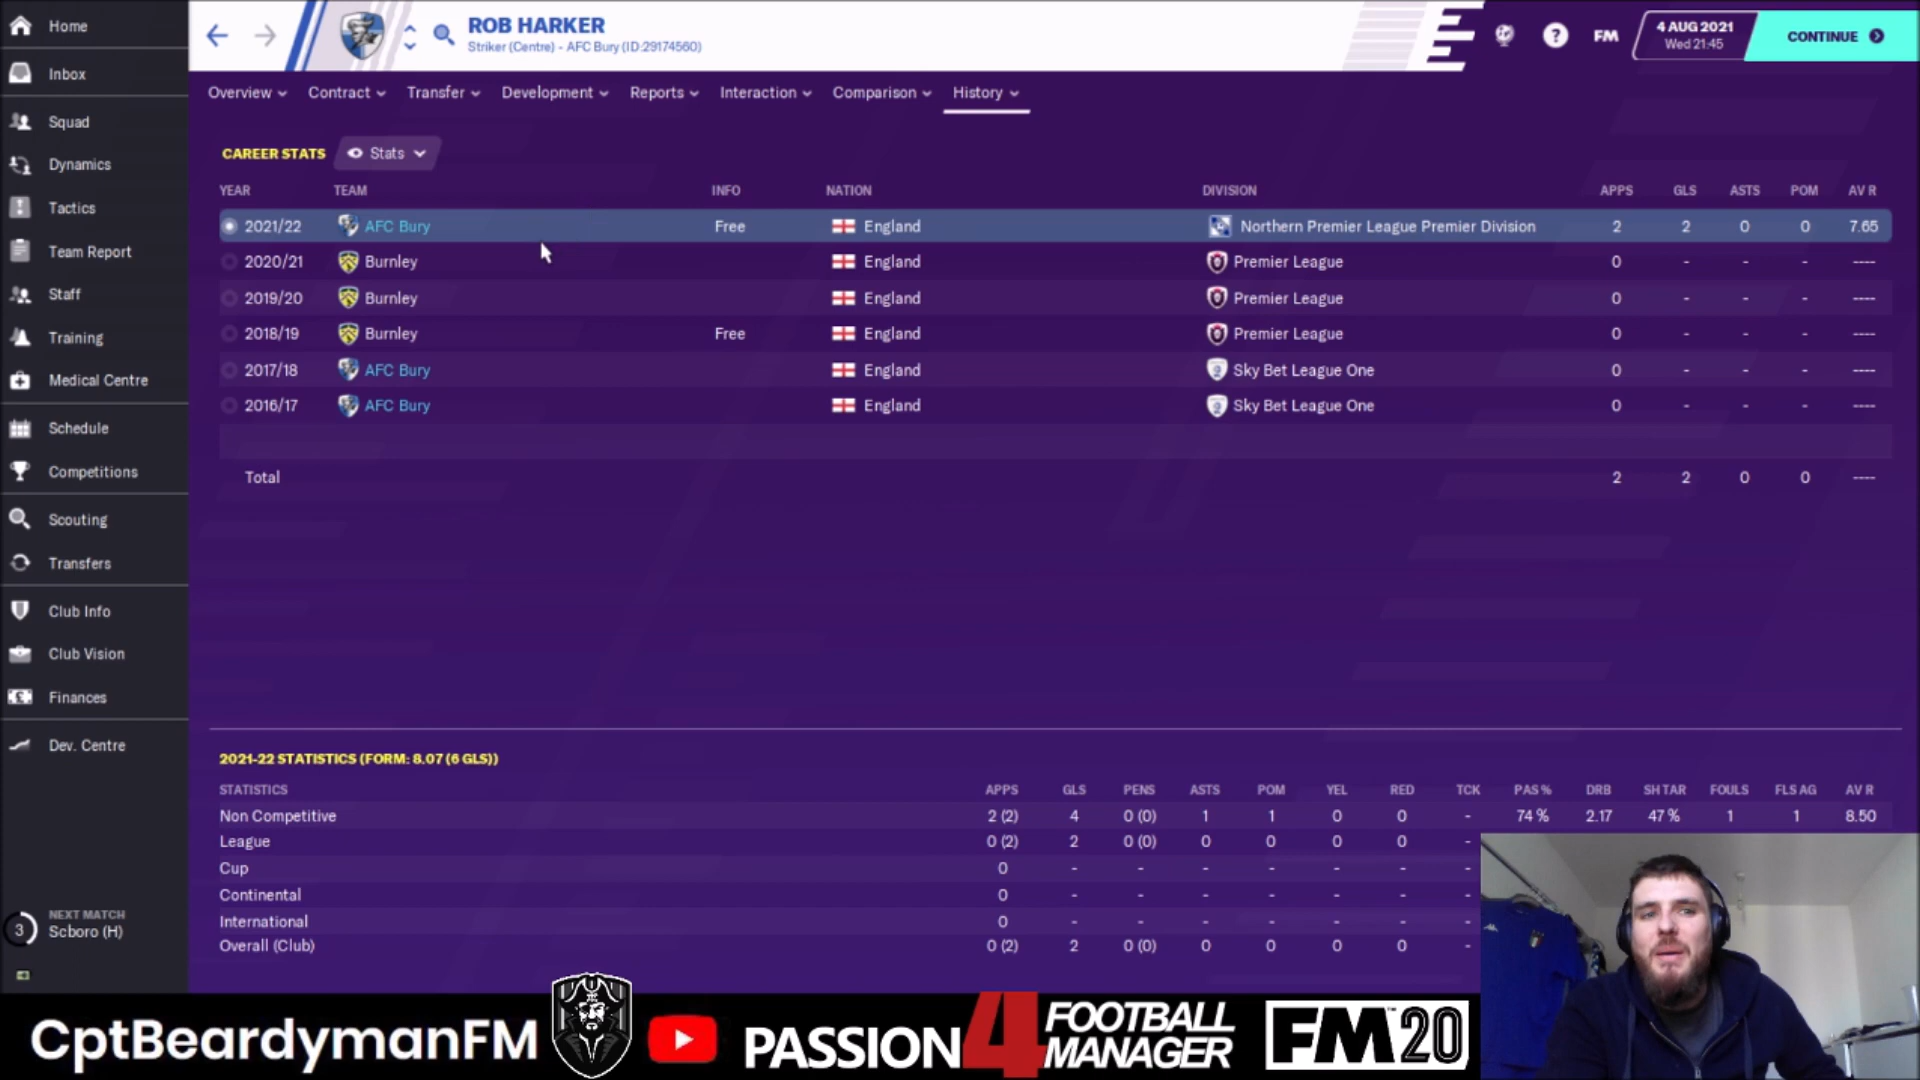 Home
Inbox
Squad
Dynamics
Tactics
Team Report
Staff
Training
Medical Centre
Schedule
Competitions
Scouting
Transfers
Club Info
Club Vision
Finances
Dev. Centre
NEXT MATCH
3 Scboro (H)
ROB HARKER
Striker (Centre) - AFC Bury (ID:29174560)
? FM 4 AUG 2021 CONTINUE
Wed 21:45
Overview Contract Transfer Development Reports Interaction Comparison History
CAREER STATS Stats
YEAR TEAM INFO NATION DIVISION APPS GLS ASTS POM AV R
2021/22 AFC Bury Free England Northern Premier League Premier Division 2 2 0 0 7.65
2020/21 Burnley England Premier League 0 - - - ----
2019/20 Burnley England Premier League 0 - - - ----
2018/19 Burnley Free England Premier League 0 - - - ----
2017/18 AFC Bury England Sky Bet League One 0 - - - ----
2016/17 AFC Bury England Sky Bet League One 0 - - - ----
Total 2 2 0 0 ----
2021-22 STATISTICS (FORM: 8.07 (6 GLS))
STATISTICS APPS GLS PENS ASTS POM YEL RED TCK PAS % DRB SH TAR FOULS FLS AG AV R
Non Competitive 2 (2) 4 0 (0) 1 1 0 0 - 74 % 2.17 47 % 1 1 8.50
League 0 (2) 2 0 (0) 0 0 0 0 -
Cup 0 - - - - - - -
Continental 0 - - - - - - -
International 0 - - - - - - -
Overall (Club) 0 (2) 2 0 (0) 0 0 0 0 -
CptBeardymanFM PASSION 4 FOOTBALL MANAGER FM20